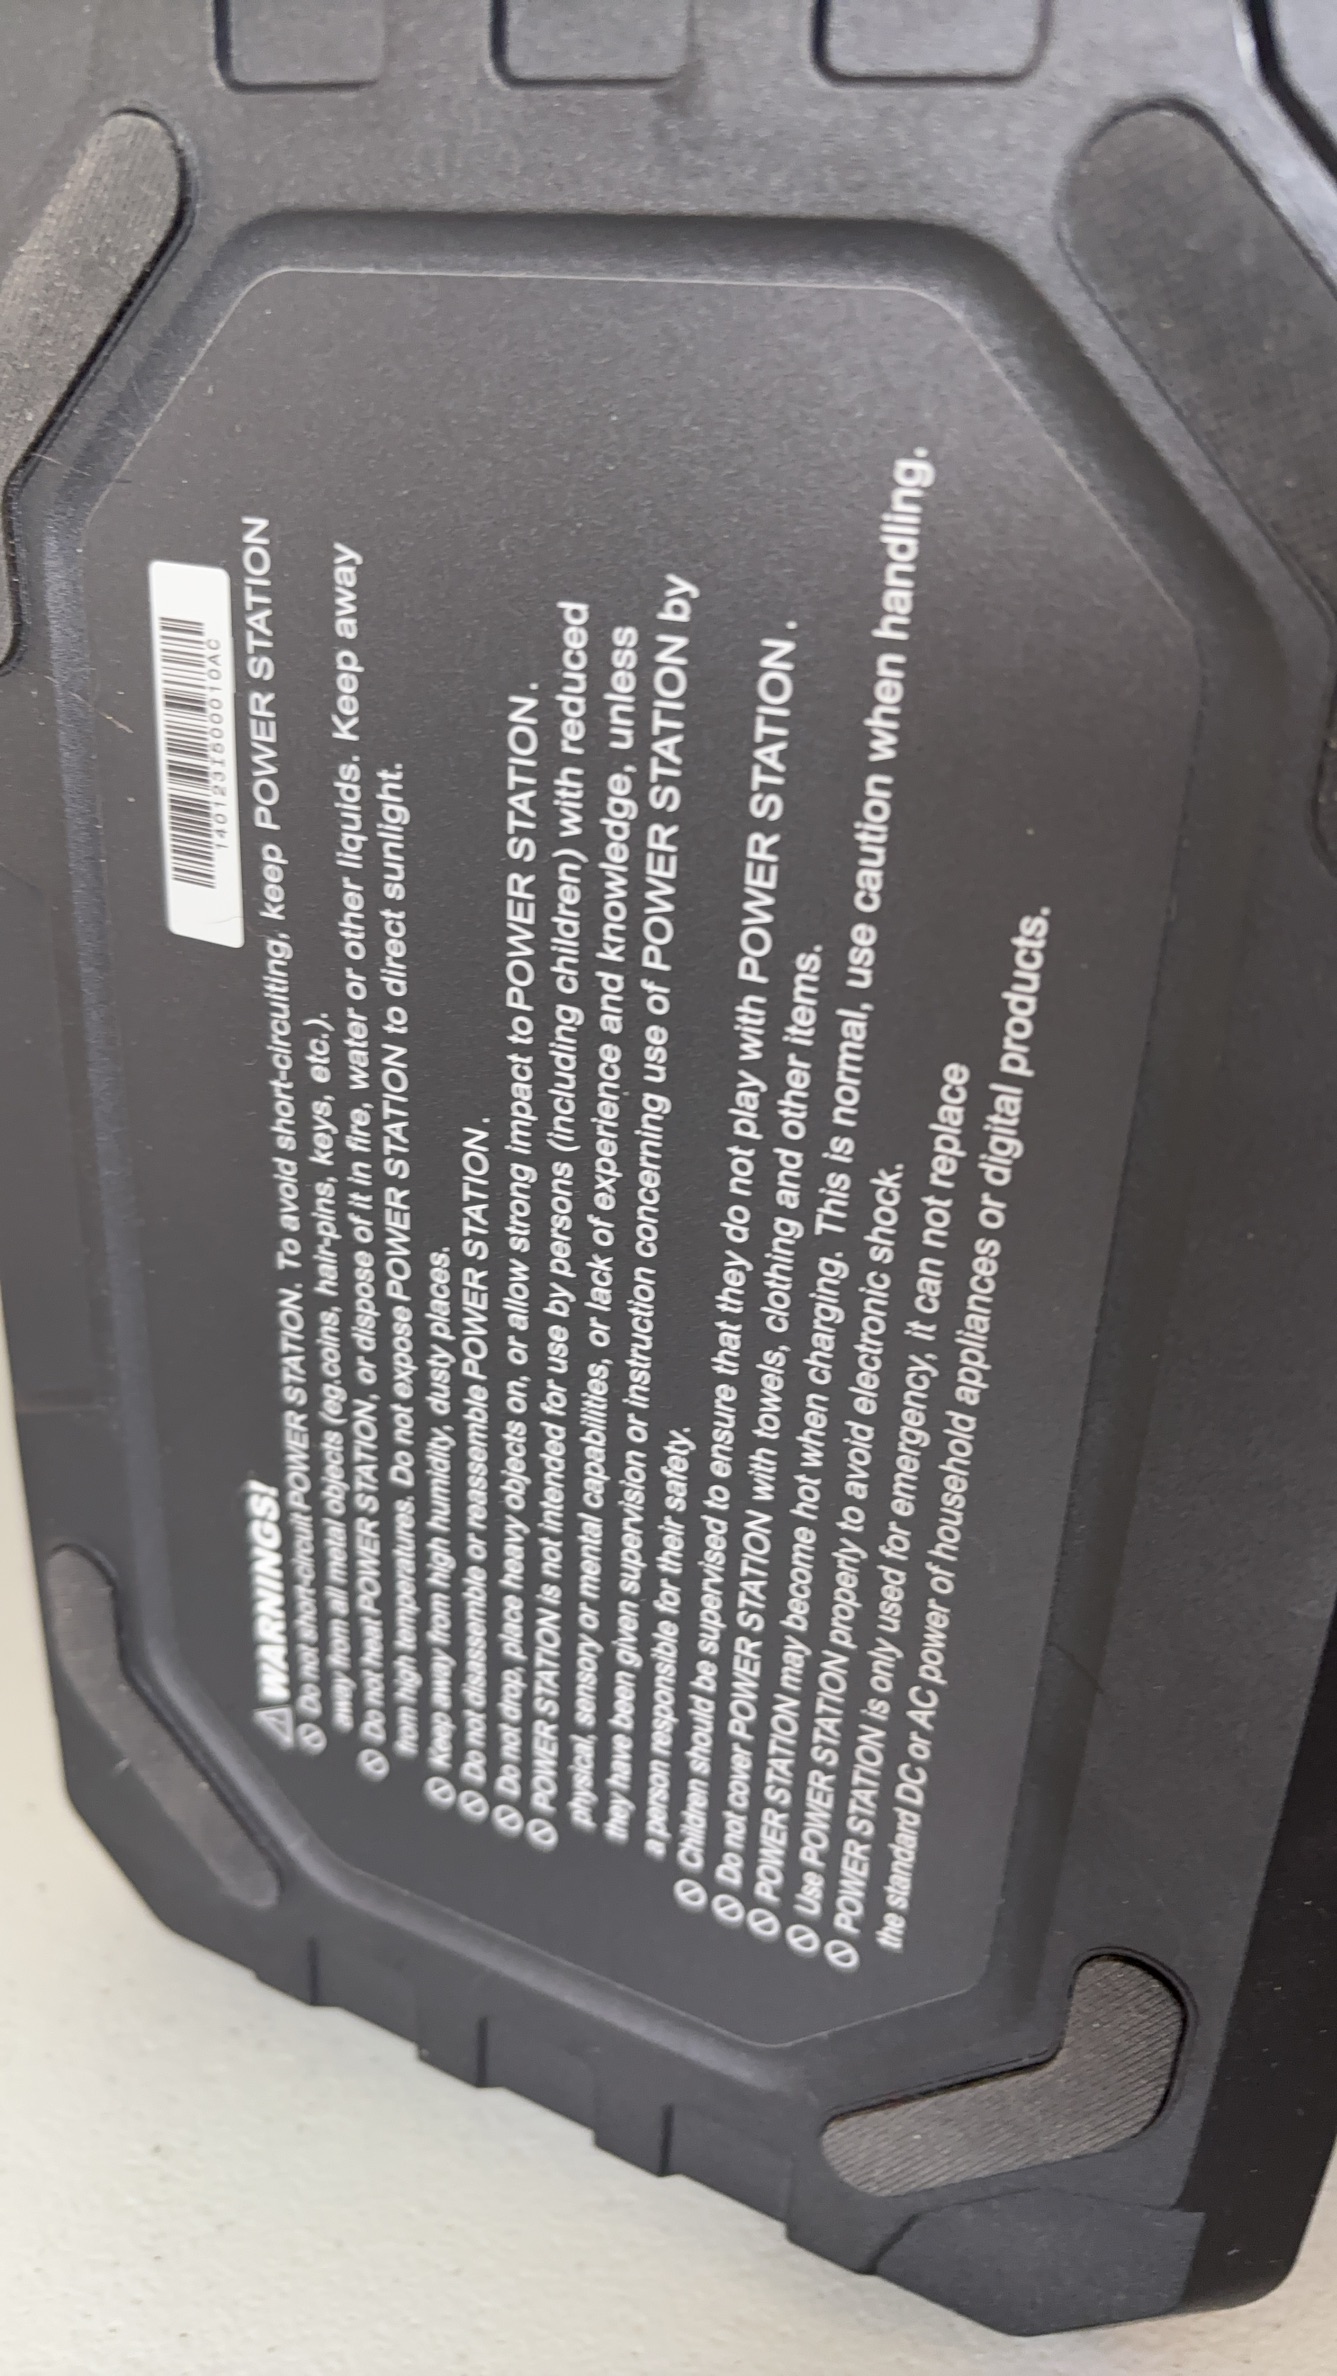 140123I500010AC
WARNINGS!
Do not short-circuit POWER STATION. To avoid short-circuiting, keep POWER STATION
away from all metal objects (eg.coins, hair-pins, keys, etc.).
Do not heat POWER STATION, or dispose of it in fire, water or other liquids. Keep away
from high temperatures. Do not expose POWER STATION to direct sunlight.
Keep away from high humidity, dusty places.
Do not disassemble or reassemble POWER STATION.
Do not drop, place heavy objects on, or allow strong impact to POWER STATION.
POWER STATION is not intended for use by persons (including children) with reduced
physical, sensory or mental capabilities, or lack of experience and knowledge, unless
they have been given supervision or instruction concerning use of POWER STATION by
a person responsible for their safety.
Children should be supervised to ensure that they do not play with POWER STATION.
Do not cover POWER STATION with towels, clothing and other items.
POWER STATION may become hot when charging. This is normal, use caution when handling.
Use POWER STATION properly to avoid electronic shock.
POWER STATION is only used for emergency, it can not replace
the standard DC or AC power of household appliances or digital products.